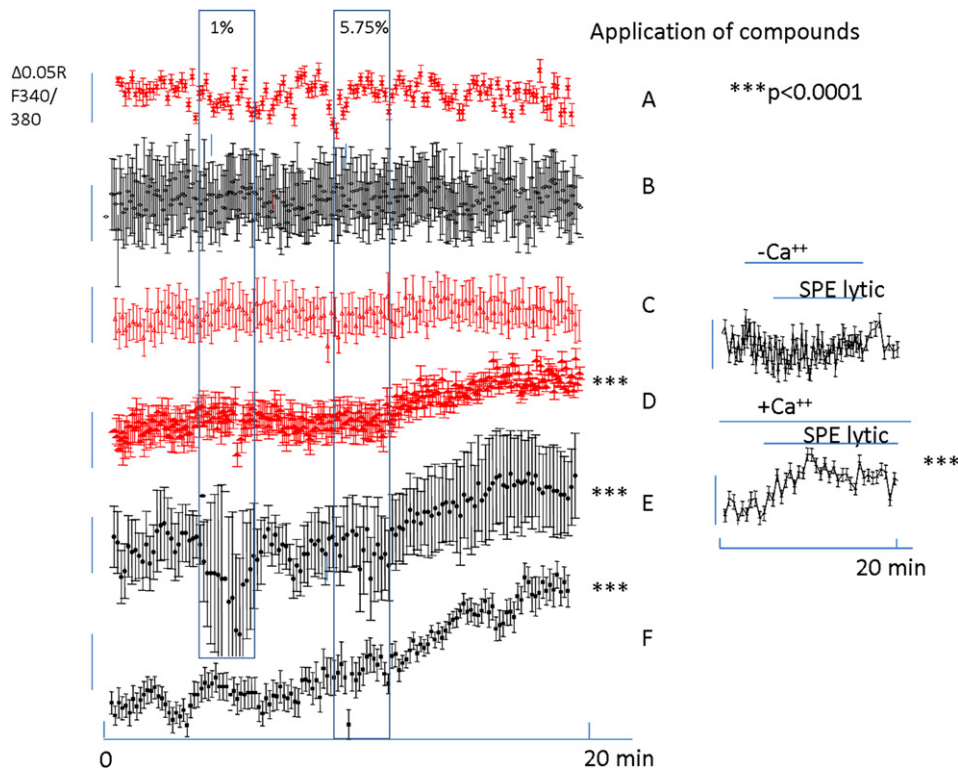 1%
5.75%
Application of compounds
Δ0.05R
F340/
380
***p<0.0001
A
B
C
D
***
E
***
F
***
-Ca⁺⁺
SPE lytic
+Ca⁺⁺
SPE lytic
***
20 min
0
20 min